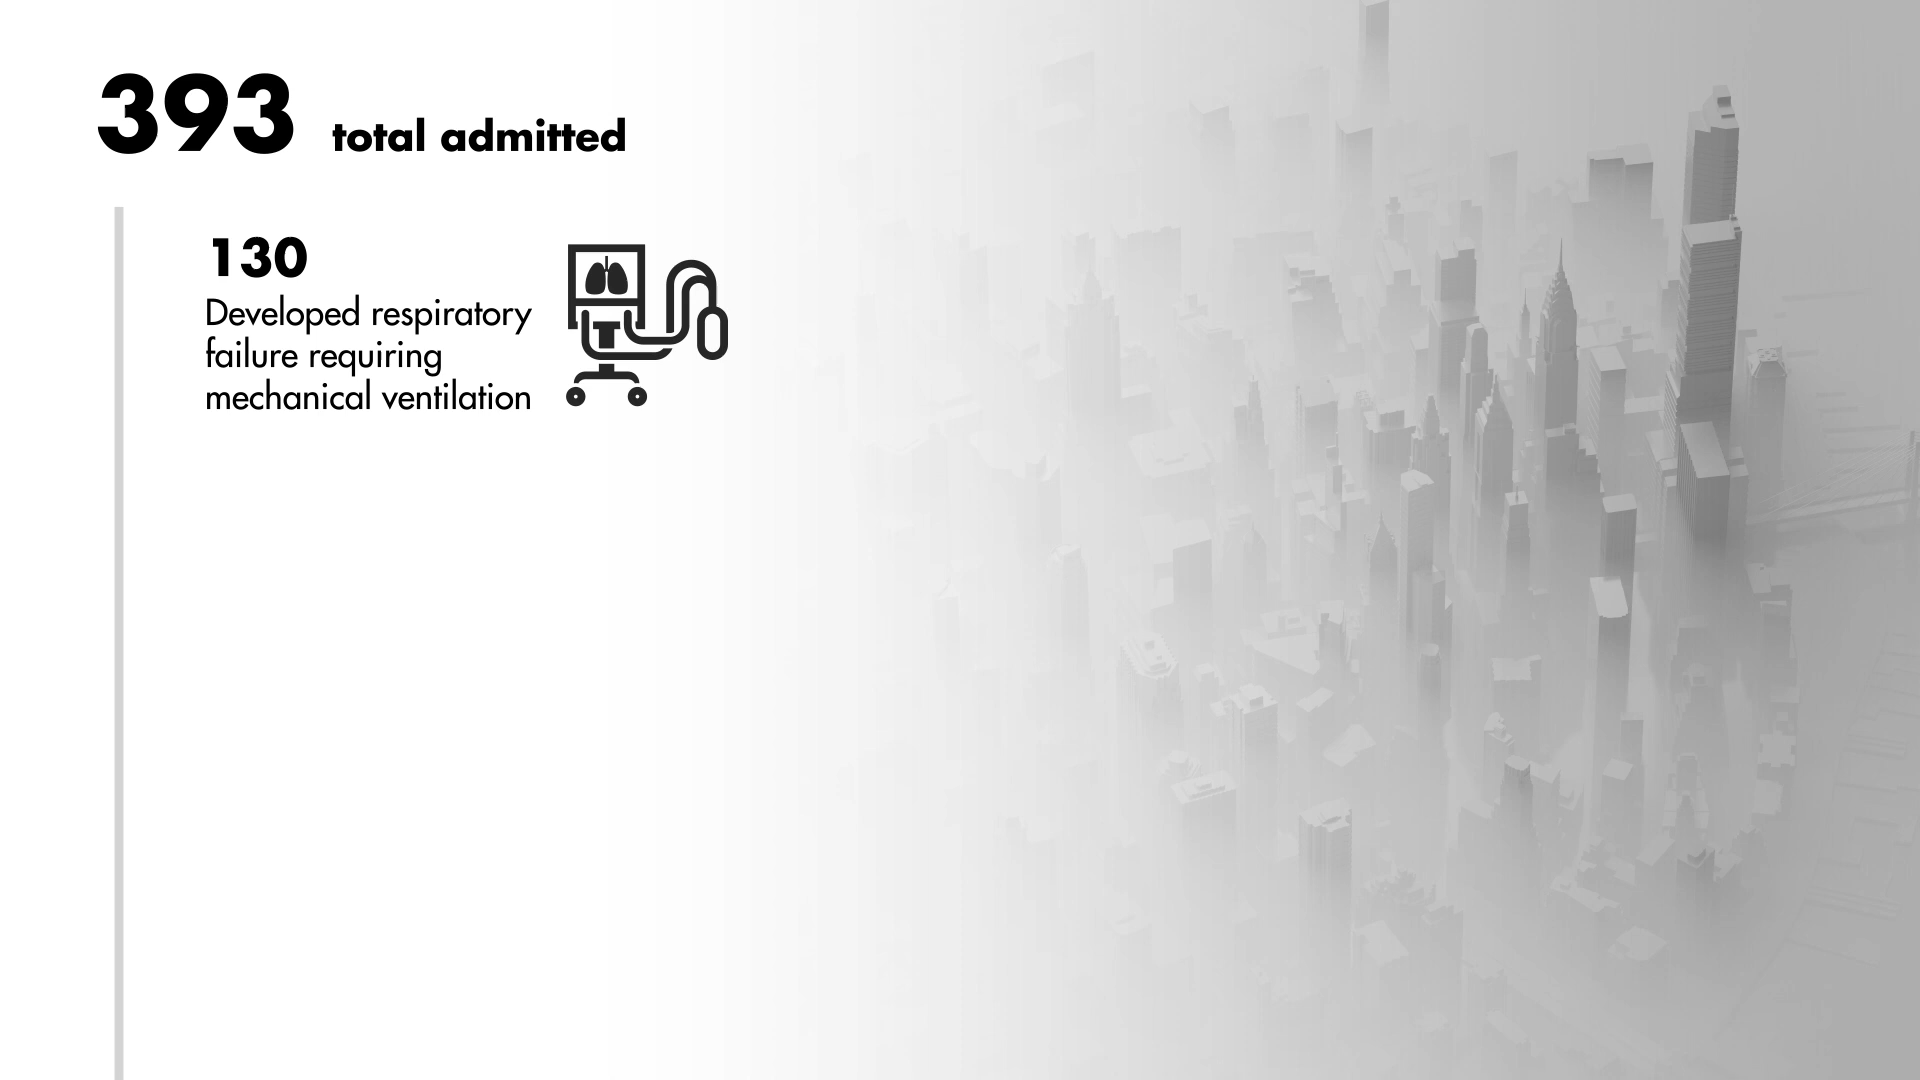 393 total admitted
130
Developed respiratory
failure requiring
mechanical ventilation